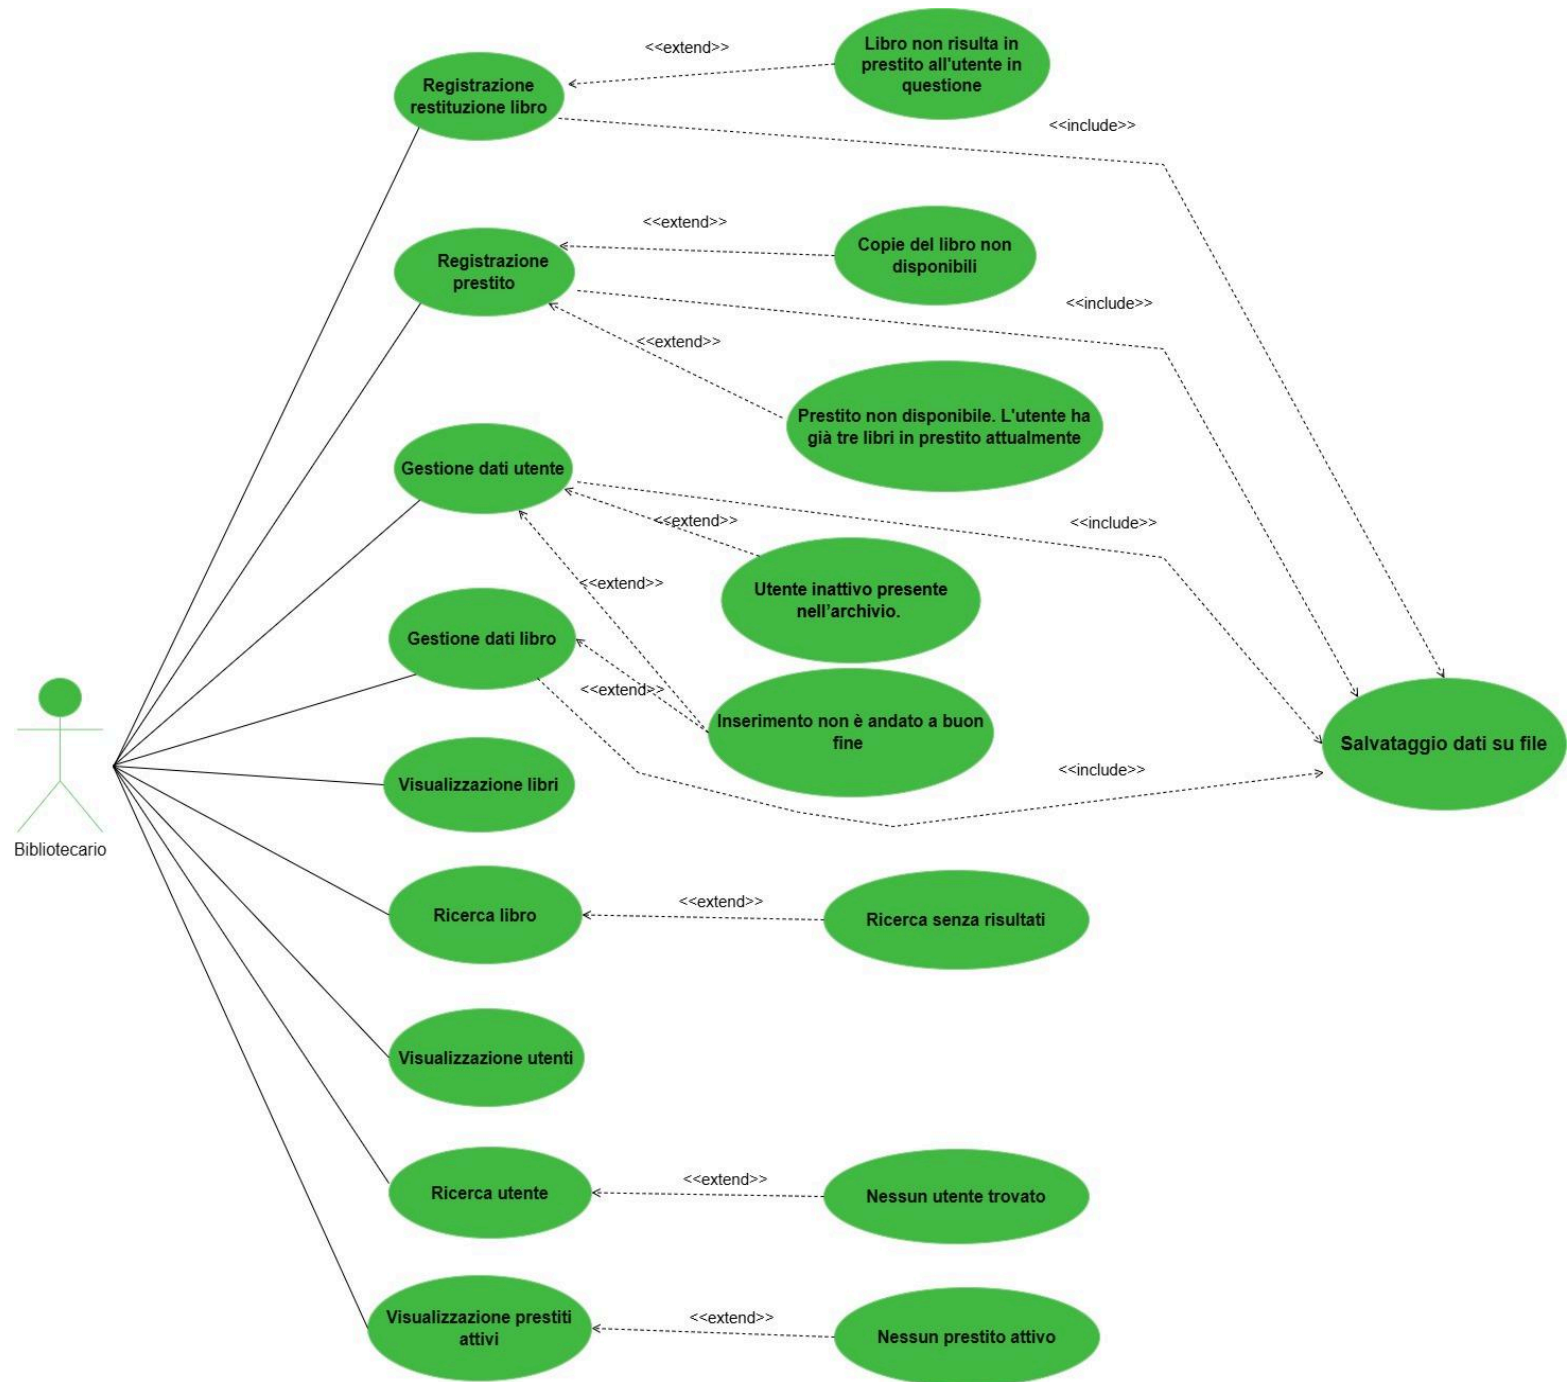 Libro non risulta in
prestito all'utente in
questione
<<extend>>
Registrazione
restituzione libro
<<include>>
<<extend>>
Copie del libro non
disponibili
Registrazione
prestito
<<include>>
<<extend>>
Prestito non disponibile. L'utente ha
già tre libri in prestito attualmente
Gestione dati utente
<<extend>>
<<include>>
Utente inattivo presente
nell'archivio.
<<extend>>
Gestione dati libro
<<extend>>
Inserimento non è andato a buon
fine
Salvataggio dati su file
<<include>>
Visualizzazione libri
Bibliotecario
Ricerca libro
<<extend>>
Ricerca senza risultati
Visualizzazione utenti
Ricerca utente
<<extend>>
Nessun utente trovato
Visualizzazione prestiti
attivi
<<extend>>
Nessun prestito attivo